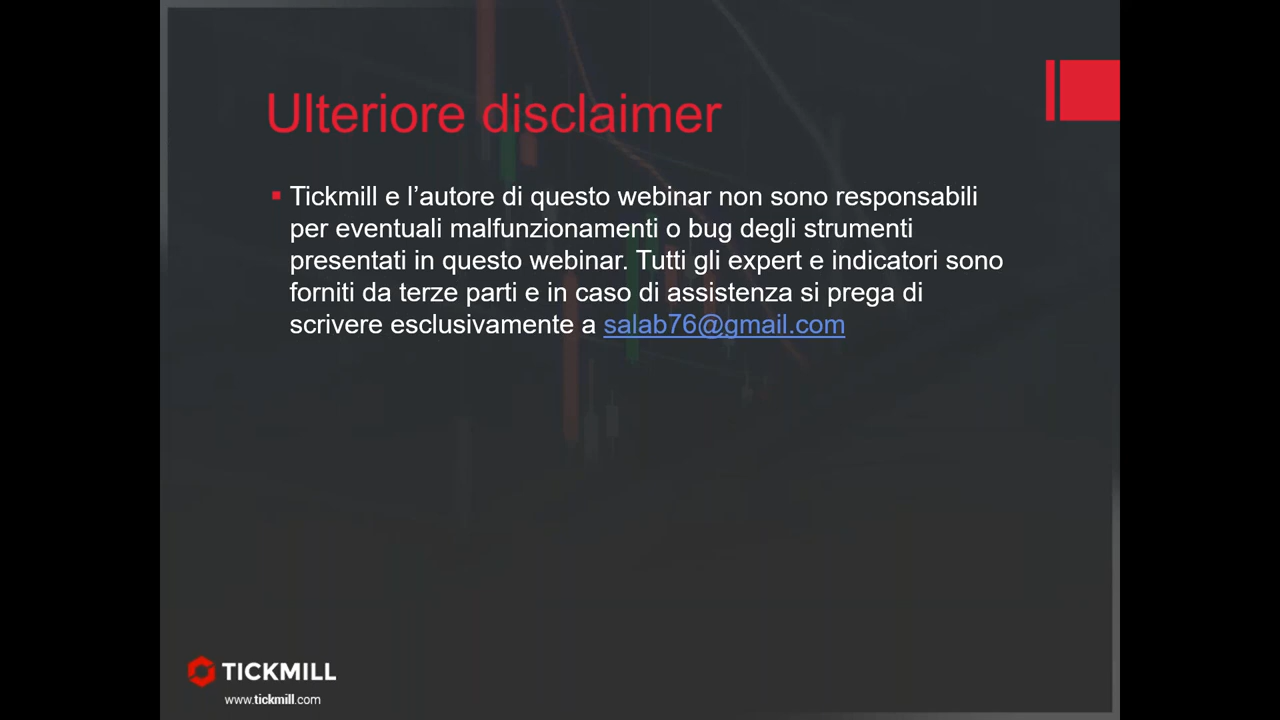 Ulteriore disclaimer
Tickmill e l’autore di questo webinar non sono responsabili
per eventuali malfunzionamenti o bug degli strumenti
presentati in questo webinar. Tutti gli expert e indicatori sono
forniti da terze parti e in caso di assistenza si prega di
scrivere esclusivamente a salab76@gmail.com
TICKMILL
www.tickmill.com